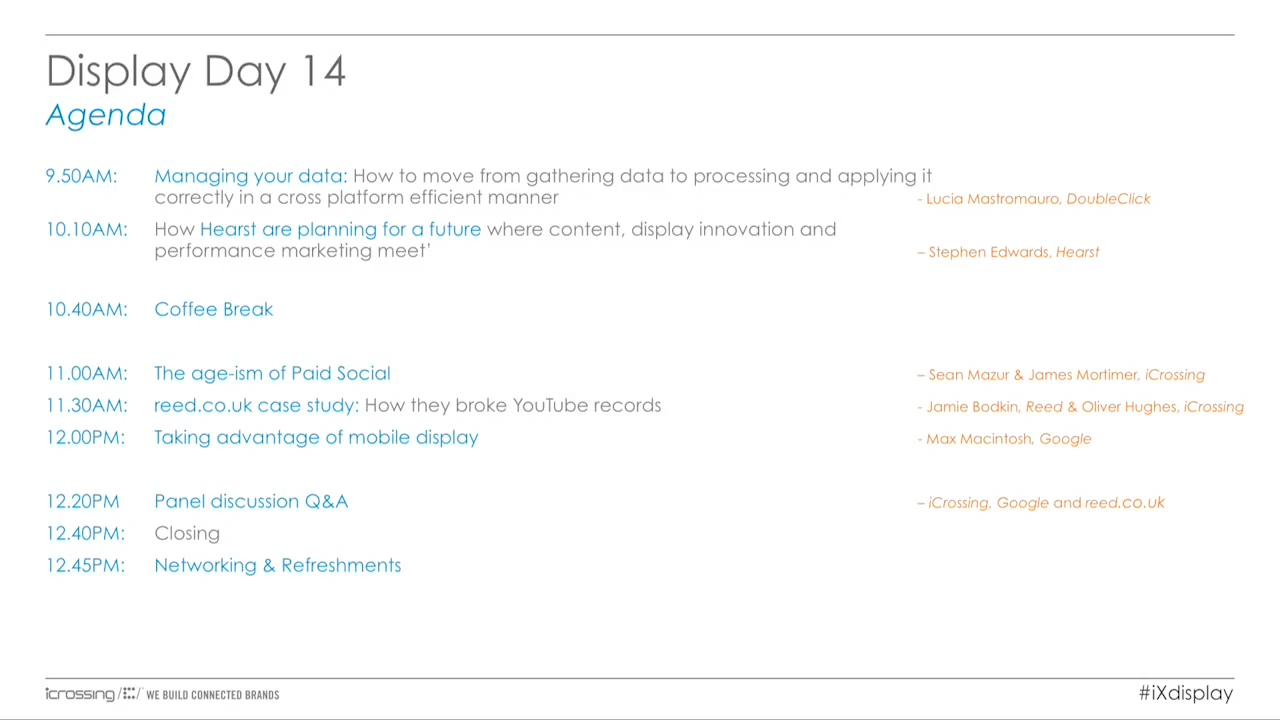 Display Day 14
Agenda
9.50AM: Managing your data: How to move from gathering data to processing and applying it
correctly in a cross platform efficient manner - Lucia Mastromauro, DoubleClick
10.10AM: How Hearst are planning for a future where content, display innovation and
performance marketing meet' – Stephen Edwards, Hearst
10.40AM: Coffee Break
11.00AM: The age-ism of Paid Social – Sean Mazur & James Mortimer, iCrossing
11.30AM: reed.co.uk case study: How they broke YouTube records - Jamie Bodkin, Reed & Oliver Hughes, iCrossing
12.00PM: Taking advantage of mobile display - Max Macintosh, Google
12.20PM Panel discussion Q&A – iCrossing, Google and reed.co.uk
12.40PM: Closing
12.45PM: Networking & Refreshments
icrossing WE BUILD CONNECTED BRANDS #iXdisplay